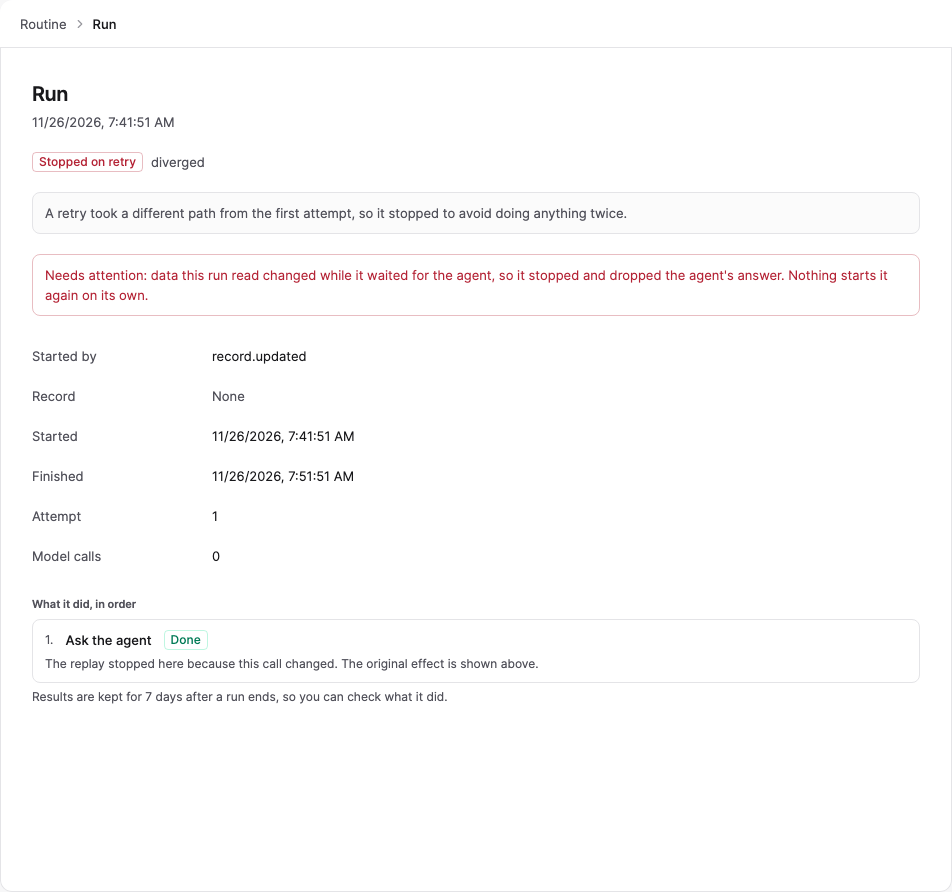 Routine > Run
Run
11/26/2026, 7:41:51 AM
Stopped on retry diverged
A retry took a different path from the first attempt, so it stopped to avoid doing anything twice.
Needs attention: data this run read changed while it waited for the agent, so it stopped and dropped the agent's answer. Nothing starts it
again on its own.
Started by record.updated
Record None
Started 11/26/2026, 7:41:51 AM
Finished 11/26/2026, 7:51:51 AM
Attempt 1
Model calls 0
What it did, in order
1. Ask the agent Done
The replay stopped here because this call changed. The original effect is shown above.
Results are kept for 7 days after a run ends, so you can check what it did.